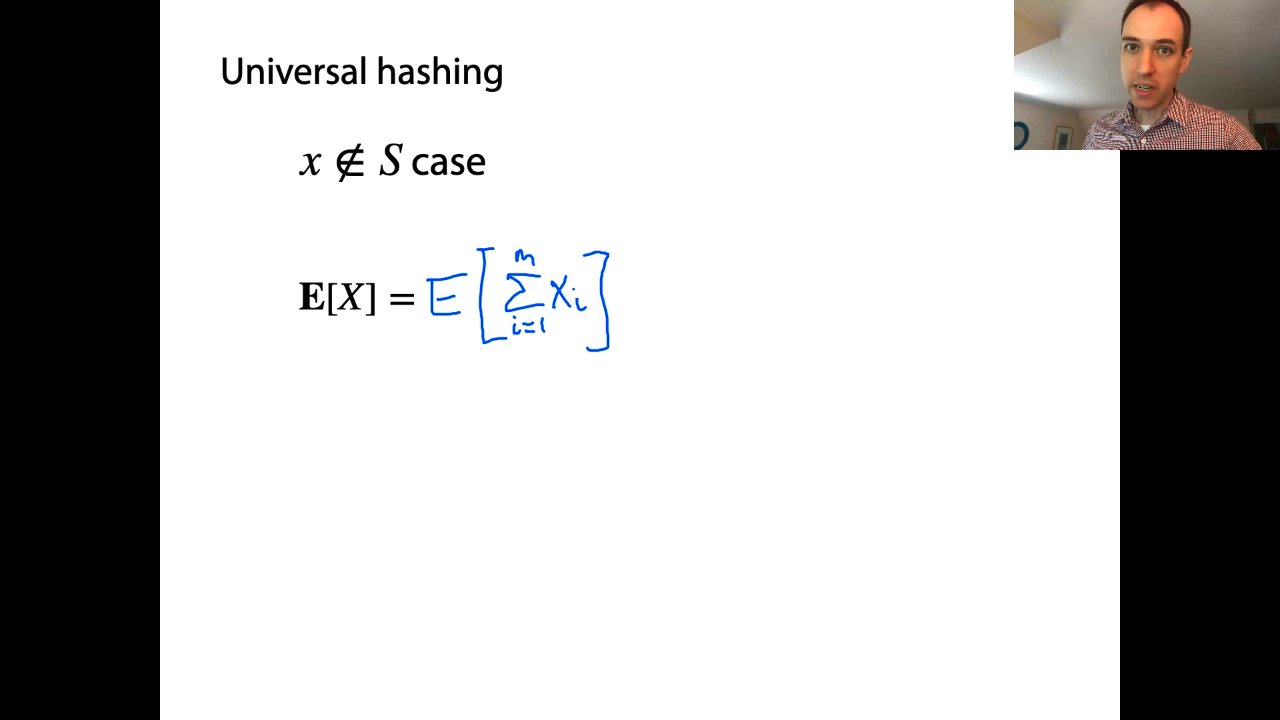 Universal hashing
x ∉ S case
E[X] = E[∑_{i=1}^{m} X_i]